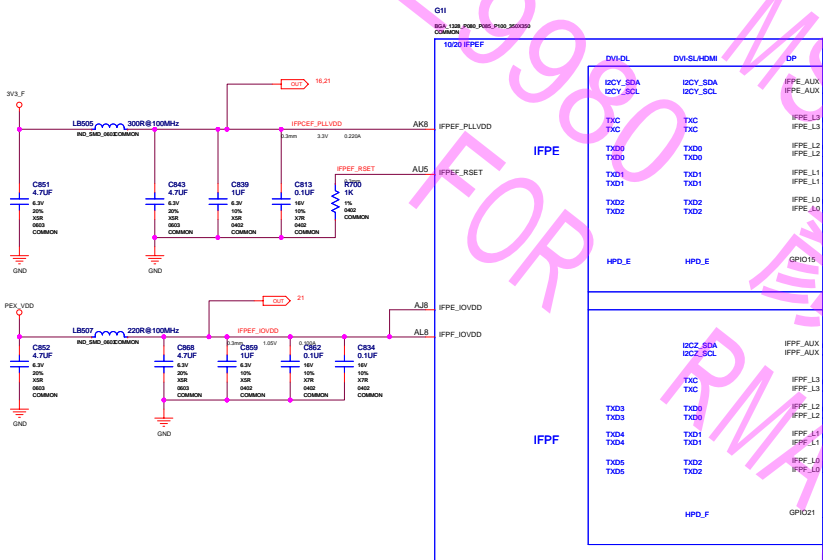 G1I
BGA_1328_P080_P085_P100_350X350
COMMON
10/20 IFPEF
DVI-DL DVI-SL/HDMI DP
I2CY_SDA I2CY_SDA IFPE_AUX
I2CY_SCL I2CY_SCL IFPE_AUX
TXC TXC IFPE_L3
TXC TXC IFPE_L3
TXD0 TXD0 IFPE_L2
TXD0 TXD0 IFPE_L2
TXD1 TXD1 IFPE_L1
TXD1 TXD1 IFPE_L1
TXD2 TXD2 IFPE_L0
TXD2 TXD2 IFPE_L0
HPD_E HPD_E GPIO15
IFPE
3V3_F
OUT 16,21
LB505 300R@100MHz
IND_SMD_0603 COMMON
IFPCEF_PLLVDD
0.3mm 3.3V 0.220A
AK8 IFPEF_PLLVDD
IFPEF_RSET
AU5 IFPEF_RSET
C851
4.7UF
6.3V
20%
X5R
0603
COMMON
C843
4.7UF
6.3V
20%
X5R
0603
COMMON
C839
1UF
6.3V
10%
X5R
0402
COMMON
C813
0.1UF
16V
10%
X7R
0402
COMMON
R700
1K
1%
0402
COMMON
GND
GND
PEX_VDD
OUT 21
LB507 220R@100MHz
IND_SMD_0603 COMMON
IFPEF_IOVDD
0.3mm 1.05V
AJ8 IFPE_IOVDD
AL8 IFPF_IOVDD
C852
4.7UF
6.3V
20%
X5R
0603
COMMON
C868
4.7UF
6.3V
20%
X5R
0603
COMMON
C859
1UF
6.3V
10%
X5R
0402
COMMON
C862
0.1UF
16V
10%
X7R
0402
COMMON
C834
0.1UF
16V
10%
X7R
0402
COMMON
GND
GND
IFPF
I2CZ_SDA IFPF_AUX
I2CZ_SCL IFPF_AUX
TXC IFPF_L3
TXC IFPF_L3
TXD3 TXD0 IFPF_L2
TXD3 TXD0 IFPF_L2
TXD4 TXD1 IFPF_L1
TXD4 TXD1 IFPF_L1
TXD5 TXD2 IFPF_L0
TXD5 TXD2 IFPF_L0
HPD_F GPIO21
9980
FOR
RMA